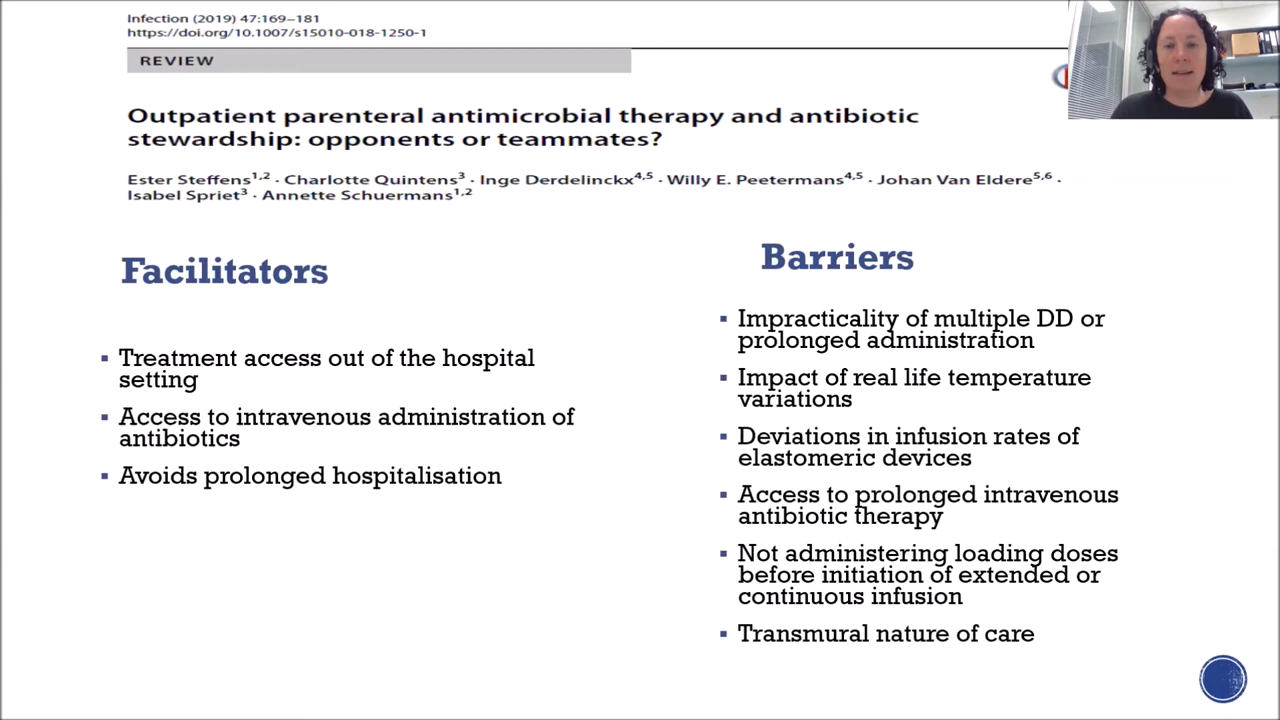 Infection (2019) 47:169–181
https://doi.org/10.1007/s15010-018-1250-1
REVIEW
Outpatient parenteral antimicrobial therapy and antibiotic
stewardship: opponents or teammates?
Ester Steffens1,2 · Charlotte Quintens3 · Inge Derdelinckx4,5 · Willy E. Peetermans4,5 · Johan Van Eldere5,6 ·
Isabel Spriet3 · Annette Schuermans1,2
Facilitators
▪ Treatment access out of the hospital
setting
▪ Access to intravenous administration of
antibiotics
▪ Avoids prolonged hospitalisation
Barriers
▪ Impracticality of multiple DD or
prolonged administration
▪ Impact of real life temperature
variations
▪ Deviations in infusion rates of
elastomeric devices
▪ Access to prolonged intravenous
antibiotic therapy
▪ Not administering loading doses
before initiation of extended or
continuous infusion
▪ Transmural nature of care